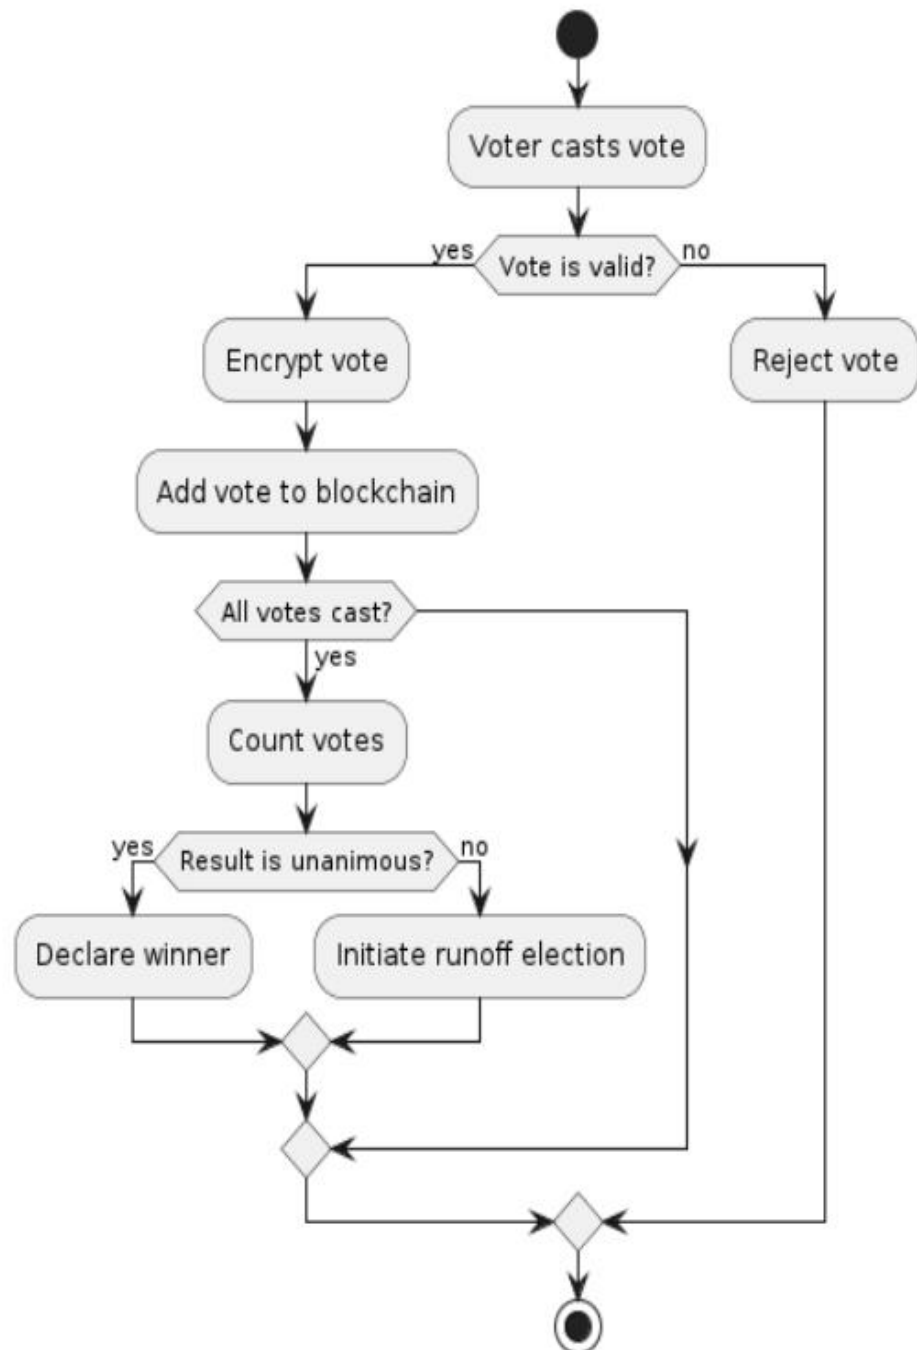 Voter casts vote
yes
Vote is valid?
no
Encrypt vote
Reject vote
Add vote to blockchain
All votes cast?
yes
Count votes
yes
Result is unanimous?
no
Declare winner
Initiate runoff election